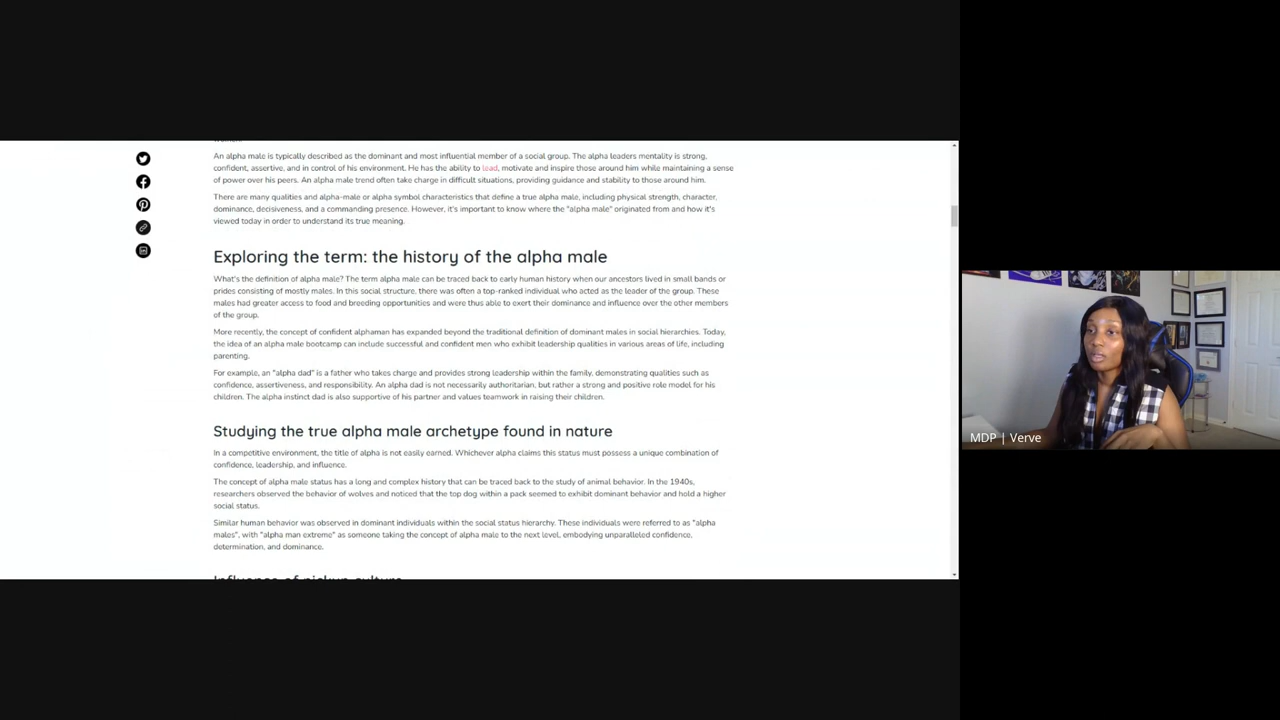 An alpha male is typically described as the dominant and most influential member of a social group. The alpha leaders mentality is strong,
confident, assertive, and in control of his environment. He has the ability to lead, motivate and inspire those around him while maintaining a sense
of power over his peers. An alpha male trend often take charge in difficult situations, providing guidance and stability to those around him.
There are many qualities and alpha-male or alpha symbol characteristics that define a true alpha male, including physical strength, character,
dominance, decisiveness, and a commanding presence. However, it's important to know where the "alpha male" originated from and how it's
viewed today in order to understand its true meaning.
Exploring the term: the history of the alpha male
What's the definition of alpha male? The term alpha male can be traced back to early human history when our ancestors lived in small bands or
prides consisting of mostly males. In this social structure, there was often a top-ranked individual who acted as the leader of the group. These
males had greater access to food and breeding opportunities and were thus able to exert their dominance and influence over the other members
of the group.
More recently, the concept of confident alphaman has expanded beyond the traditional definition of dominant males in social hierarchies. Today,
the idea of an alpha male bootcamp can include successful and confident men who exhibit leadership qualities in various areas of life, including
parenting.
For example, an "alpha dad" is a father who takes charge and provides strong leadership within the family, demonstrating qualities such as
confidence, assertiveness, and responsibility. An alpha dad is not necessarily authoritarian, but rather a strong and positive role model for his
children. The alpha instinct dad is also supportive of his partner and values teamwork in raising their children.
Studying the true alpha male archetype found in nature
In a competitive environment, the title of alpha is not easily earned. Whichever alpha claims this status must possess a unique combination of
confidence, leadership, and influence.
The concept of alpha male status has a long and complex history that can be traced back to the study of animal behavior. In the 1940s,
researchers observed the behavior of wolves and noticed that the top dog within a pack seemed to exhibit dominant behavior and hold a higher
social status.
Similar human behavior was observed in dominant individuals within the social status hierarchy. These individuals were referred to as "alpha
males", with "alpha man extreme" as someone taking the concept of alpha male to the next level, embodying unparalleled confidence,
determination, and dominance.
Influence of pickup culture
MDP | Verve